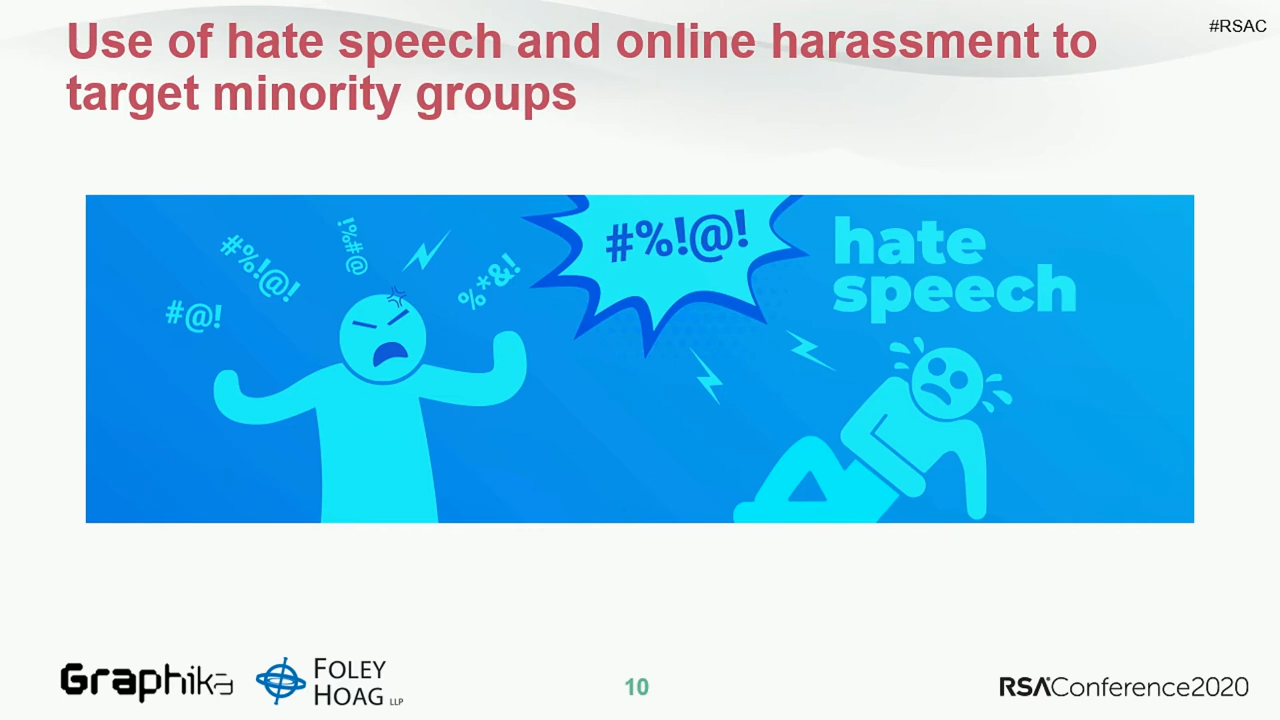 #RSAC
Use of hate speech and online harassment to
target minority groups
#@!
#%!@!
!%#@
%*&!
#%!@!
hate
speech
Graphika
FOLEY
HOAG LLP
10
RSAConference2020